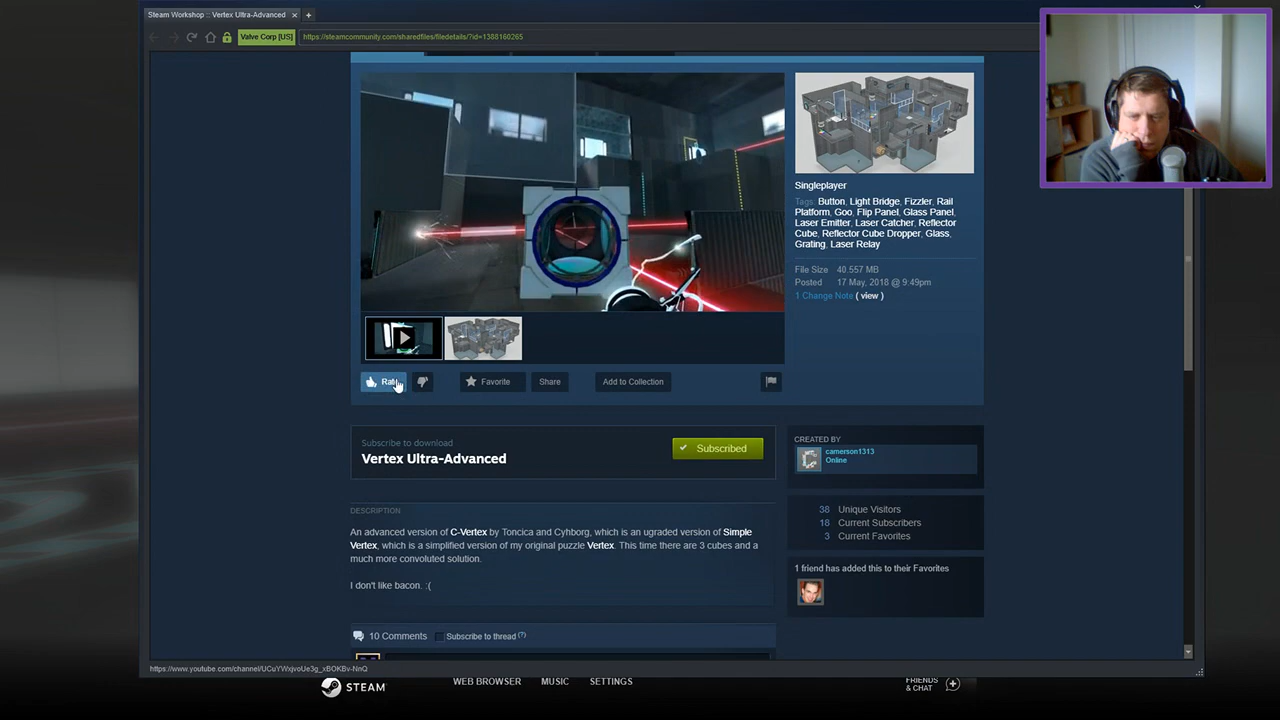 Steam Workshop :: Vertex Ultra-Advanced
Valve Corp [US]
https://steamcommunity.com/sharedfiles/filedetails/?id=1388160265
Singleplayer
Tags: Button, Light Bridge, Fizzler, Rail
Platform, Goo, Flip Panel, Glass Panel,
Laser Emitter, Laser Catcher, Reflector
Cube, Reflector Cube Dropper, Glass,
Grating, Laser Relay
File Size 40.557 MB
Posted 17 May, 2018 @ 9:49pm
1 Change Note ( view )
Favorite
Share
Add to Collection
Subscribe to download
Vertex Ultra-Advanced
Subscribed
CREATED BY
camerson1313
Online
38 Unique Visitors
18 Current Subscribers
3 Current Favorites
DESCRIPTION
An advanced version of C-Vertex by Toncica and Cyhborg, which is an ugraded version of Simple
Vertex, which is a simplified version of my original puzzle Vertex. This time there are 3 cubes and a
much more convoluted solution.
I don't like bacon. :(
1 friend has added this to their Favorites
10 Comments
Subscribe to thread (?)
STEAM
WEB BROWSER
MUSIC
SETTINGS
FRIENDS
& CHAT